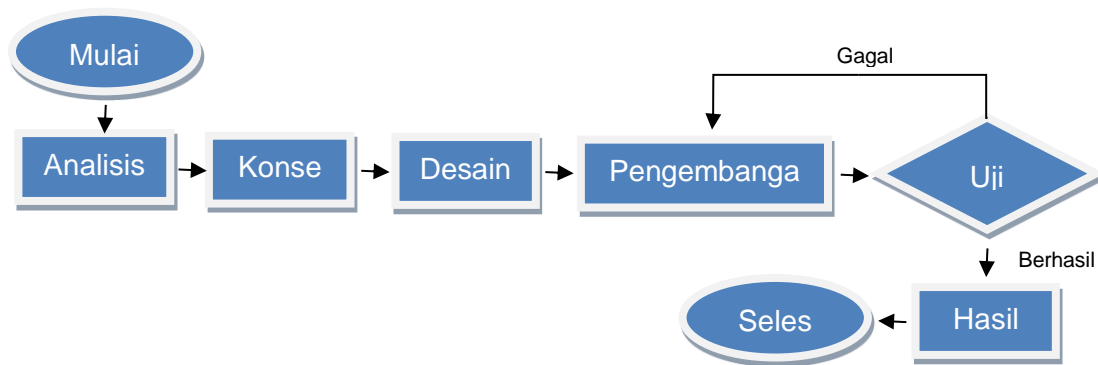 Mulai
Gagal
Analisis
Konse
Desain
Pengembanga
Uji
Berhasil
Seles
Hasil